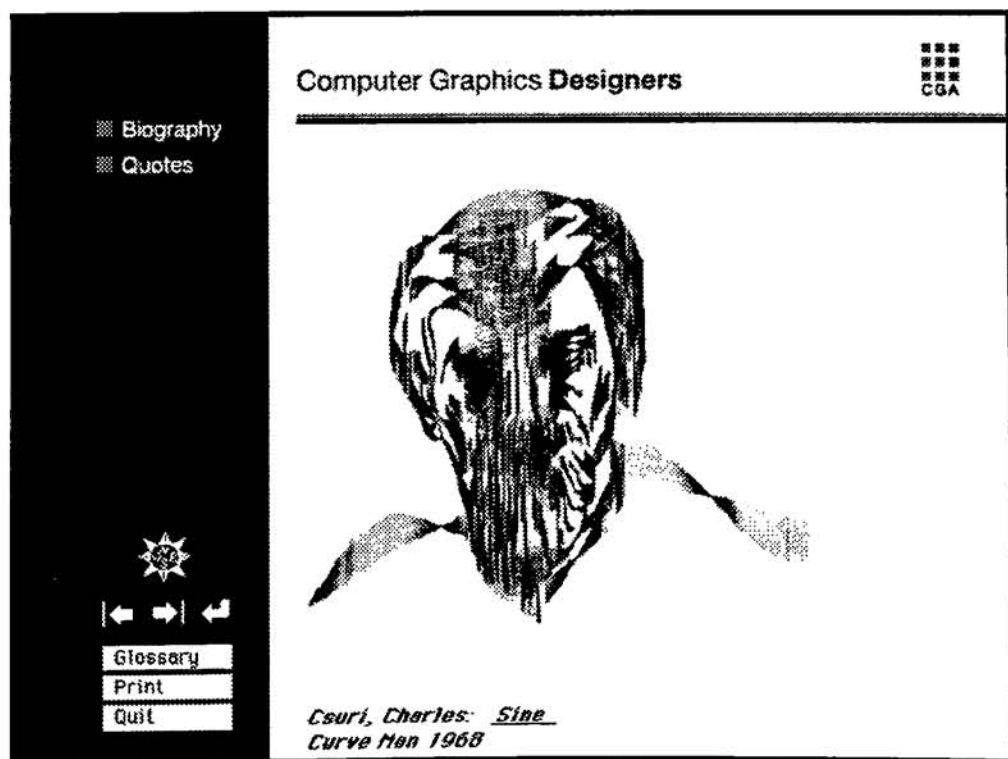 Computer Graphics Designers
CGA
Biography
Quotes
Glossary
Print
Quit
Csuri, Charles: Sine
Curve Man 1968